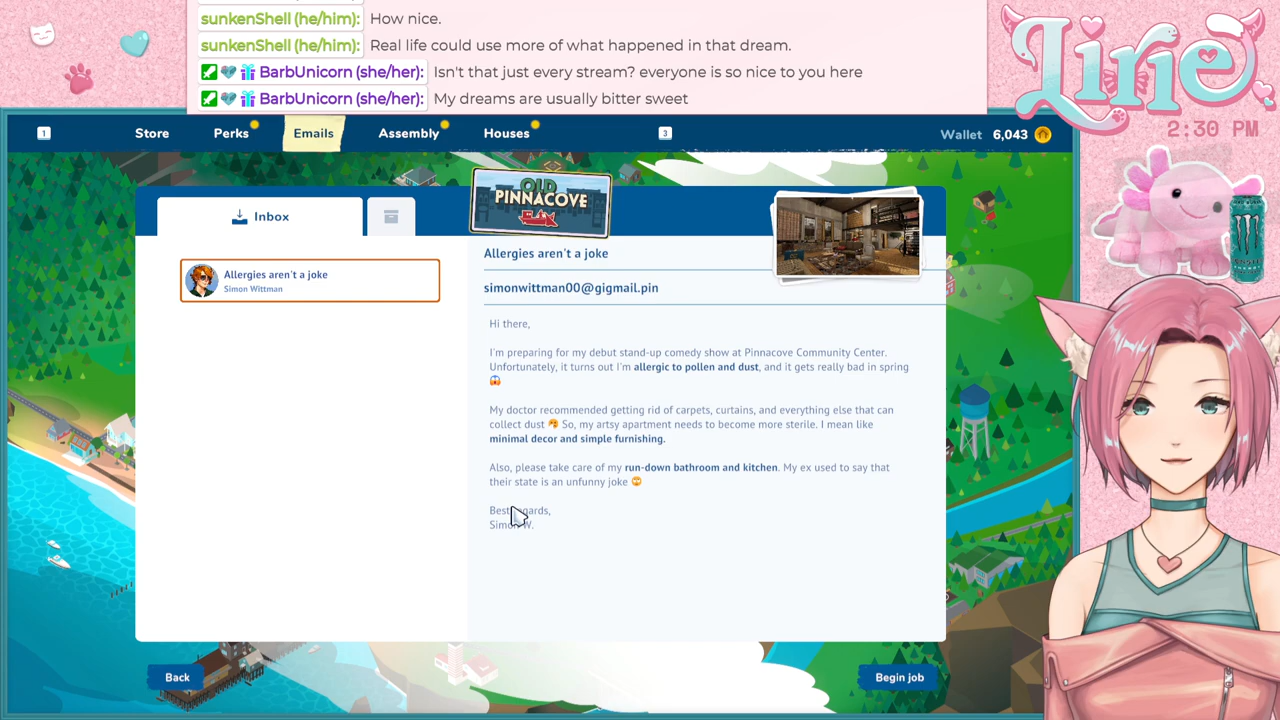 sunkenShell (he/him): How nice.
sunkenShell (he/him): Real life could use more of what happened in that dream.
BarbUnicorn (she/her): Isn't that just every stream? everyone is so nice to you here
BarbUnicorn (she/her): My dreams are usually bitter sweet
Lirie
2:30 PM
1 Store Perks Emails Assembly Houses 3 Wallet 6,043
OLD PINNACOVE
Inbox
Allergies aren't a joke
Simon Wittman
Allergies aren't a joke
simonwittman00@gigmail.pin
Hi there,
I'm preparing for my debut stand-up comedy show at Pinnacove Community Center.
Unfortunately, it turns out I'm allergic to pollen and dust, and it gets really bad in spring
My doctor recommended getting rid of carpets, curtains, and everything else that can
collect dust 🤧 So, my artsy apartment needs to become more sterile. I mean like
minimal decor and simple furnishing.
Also, please take care of my run-down bathroom and kitchen. My ex used to say that
their state is an unfunny joke 🙄
Best regards,
Simon W.
Back
Begin job